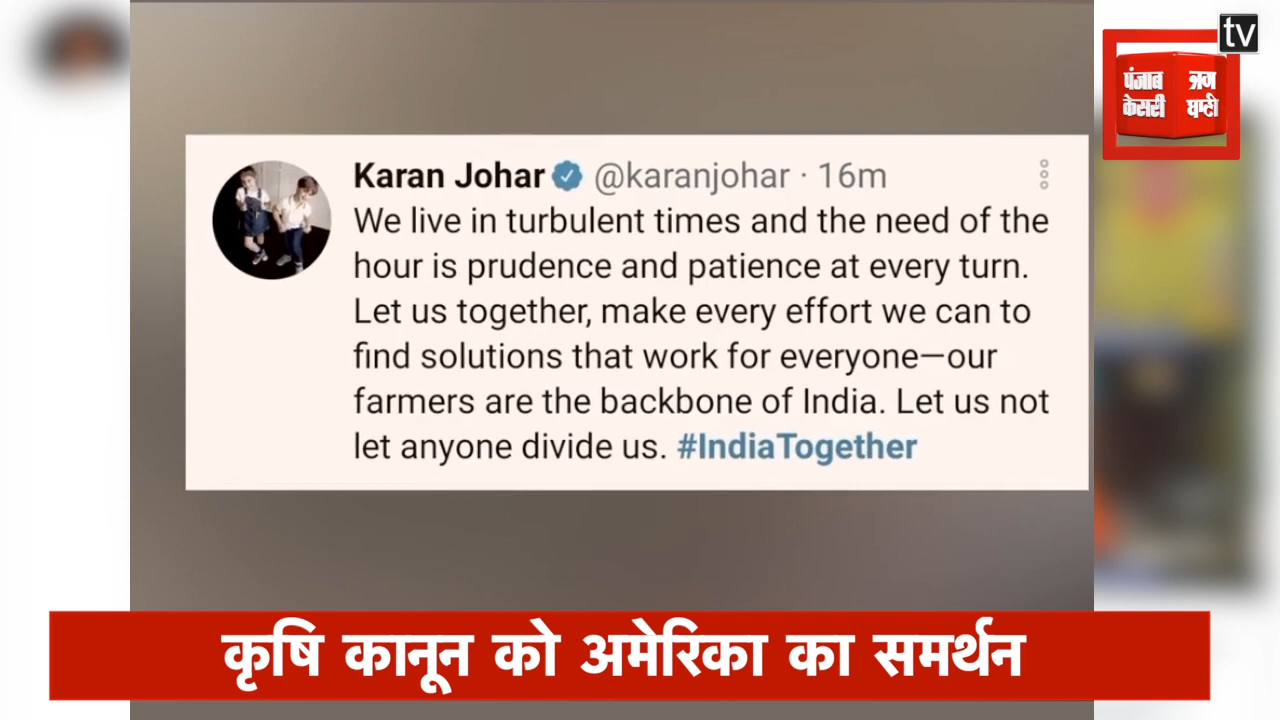 tv
पंजाब
केसरी
Karan Johar @karanjohar · 16m
We live in turbulent times and the need of the
hour is prudence and patience at every turn.
Let us together, make every effort we can to
find solutions that work for everyone—our
farmers are the backbone of India. Let us not
let anyone divide us. #IndiaTogether
कृषि कानून को अमेरिका का समर्थन